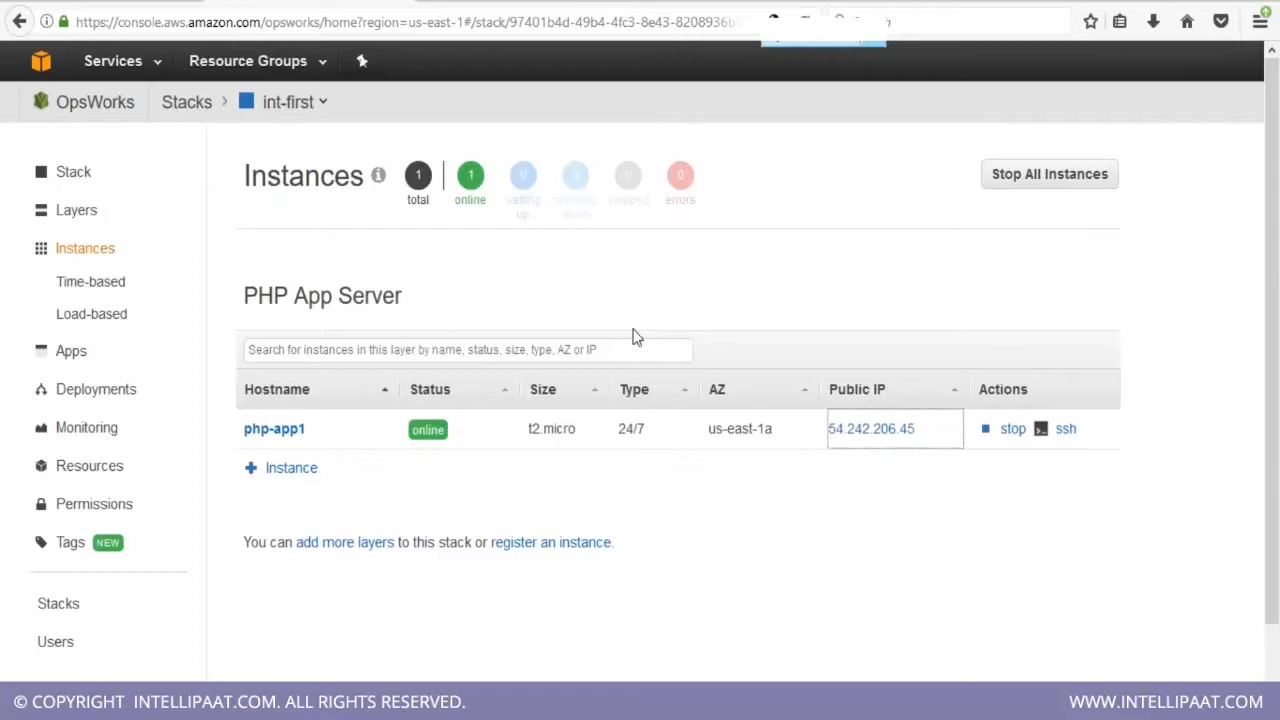 https://console.aws.amazon.com/opsworks/home?region=us-east-1#/stack/97401b4d-49b4-4fc3-8e43-8208936b
Services Resource Groups
OpsWorks Stacks > int-first
Stack
Layers
Instances
Time-based
Load-based
Apps
Deployments
Monitoring
Resources
Permissions
Tags NEW
Stacks
Users
Instances i 1 1 0 0 0 0 Stop All Instances
total online setting up... stopped errors
PHP App Server
Search for instances in this layer by name, status, size, type, AZ or IP
Hostname Status Size Type AZ Public IP Actions
php-app1 online t2.micro 24/7 us-east-1a 54.242.206.45 stop ssh
+ Instance
You can add more layers to this stack or register an instance.
© COPYRIGHT INTELLIPAAT.COM. ALL RIGHTS RESERVED. WWW.INTELLIPAAT.COM